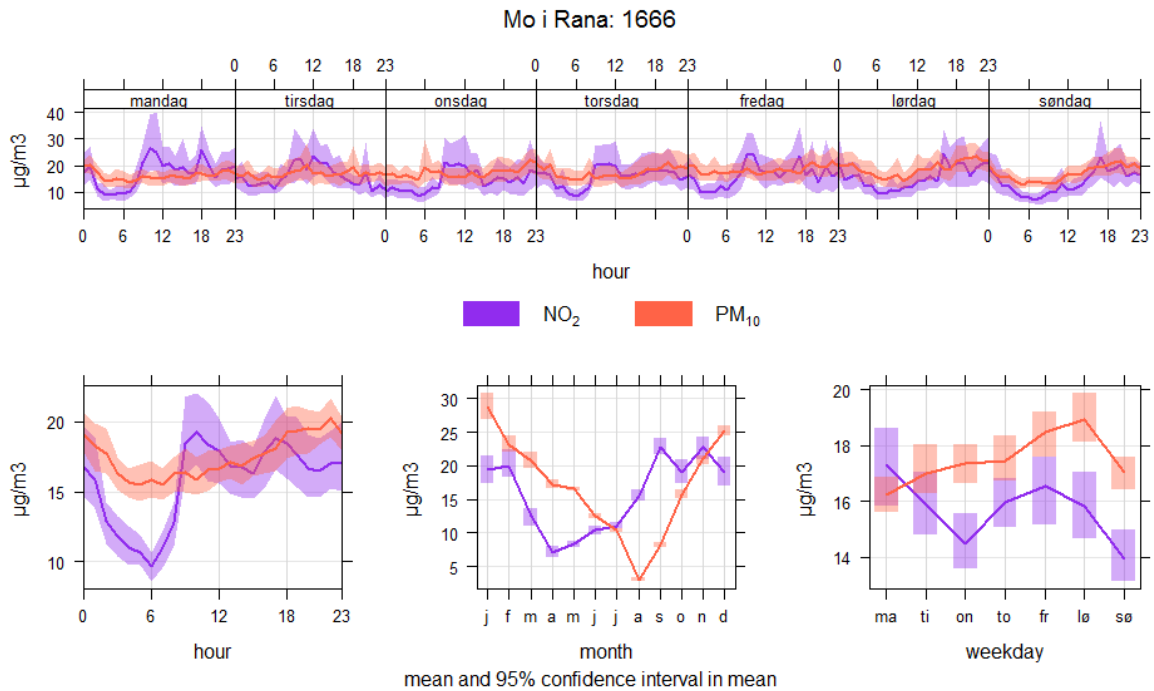 Mo i Rana: 1666
0 6 12 18 23 0 6 12 18 23 0 6 12 18 23
mandag tirsdag onsdag torsdag fredag lørdag søndag
40
30
20
10
µg/m3
0 6 12 18 23 0 6 12 18 23 0 6 12 18 23 0 6 12 18 23
hour
NO₂ PM₁₀
20
15
10
µg/m3
0 6 12 18 23
hour
30
25
20
15
10
5
µg/m3
j f m a m j j a s o n d
month
20
18
16
14
µg/m3
ma ti on to fr lø sø
weekday
mean and 95% confidence interval in mean